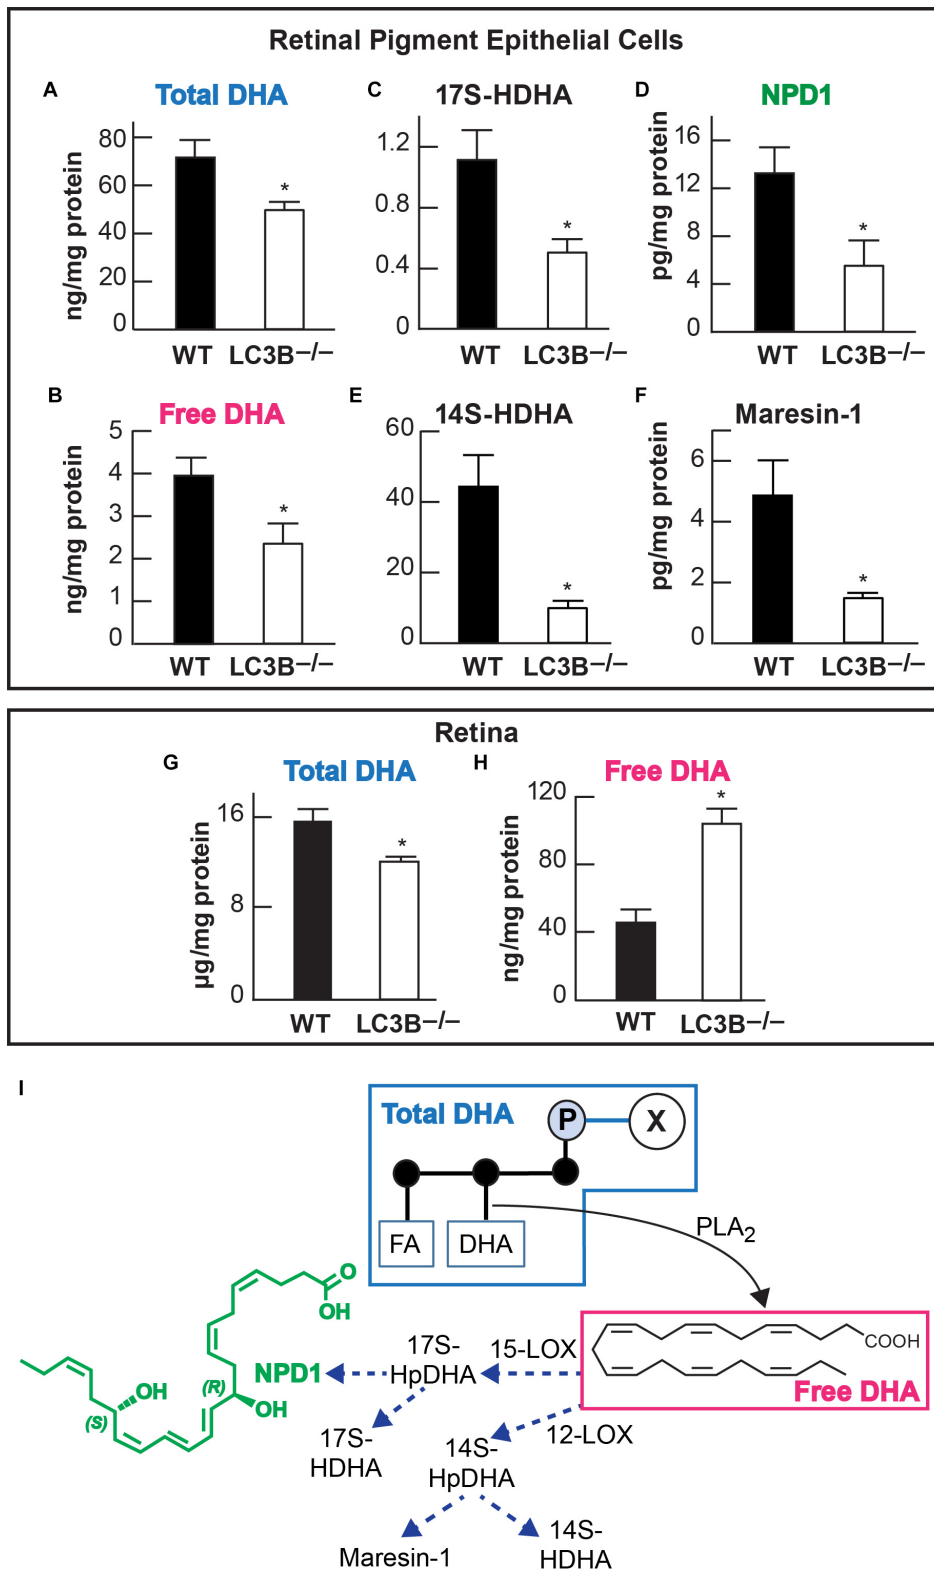 Retinal Pigment Epithelial Cells
A
Total DHA
ng/mg protein
80
60
40
20
0
*
WT LC3B–/–
C
17S-HDHA
1.2
0.8
0.4
0
*
WT LC3B–/–
D
NPD1
pg/mg protein
16
12
8
4
0
*
WT LC3B–/–
B
Free DHA
ng/mg protein
5
4
3
2
1
0
*
WT LC3B–/–
E
14S-HDHA
60
40
20
0
*
WT LC3B–/–
F
Maresin-1
pg/mg protein
6
4
2
0
*
WT LC3B–/–
Retina
G
Total DHA
µg/mg protein
16
8
0
*
WT LC3B–/–
H
Free DHA
ng/mg protein
120
80
40
0
*
WT LC3B–/–
I
Total DHA
P
X
FA
DHA
PLA2
COOH
Free DHA
15-LOX
17S-
HpDHA
NPD1
17S-
HDHA
12-LOX
14S-
HpDHA
Maresin-1
14S-
HDHA
O
OH
OH
(S)
(R)
OH